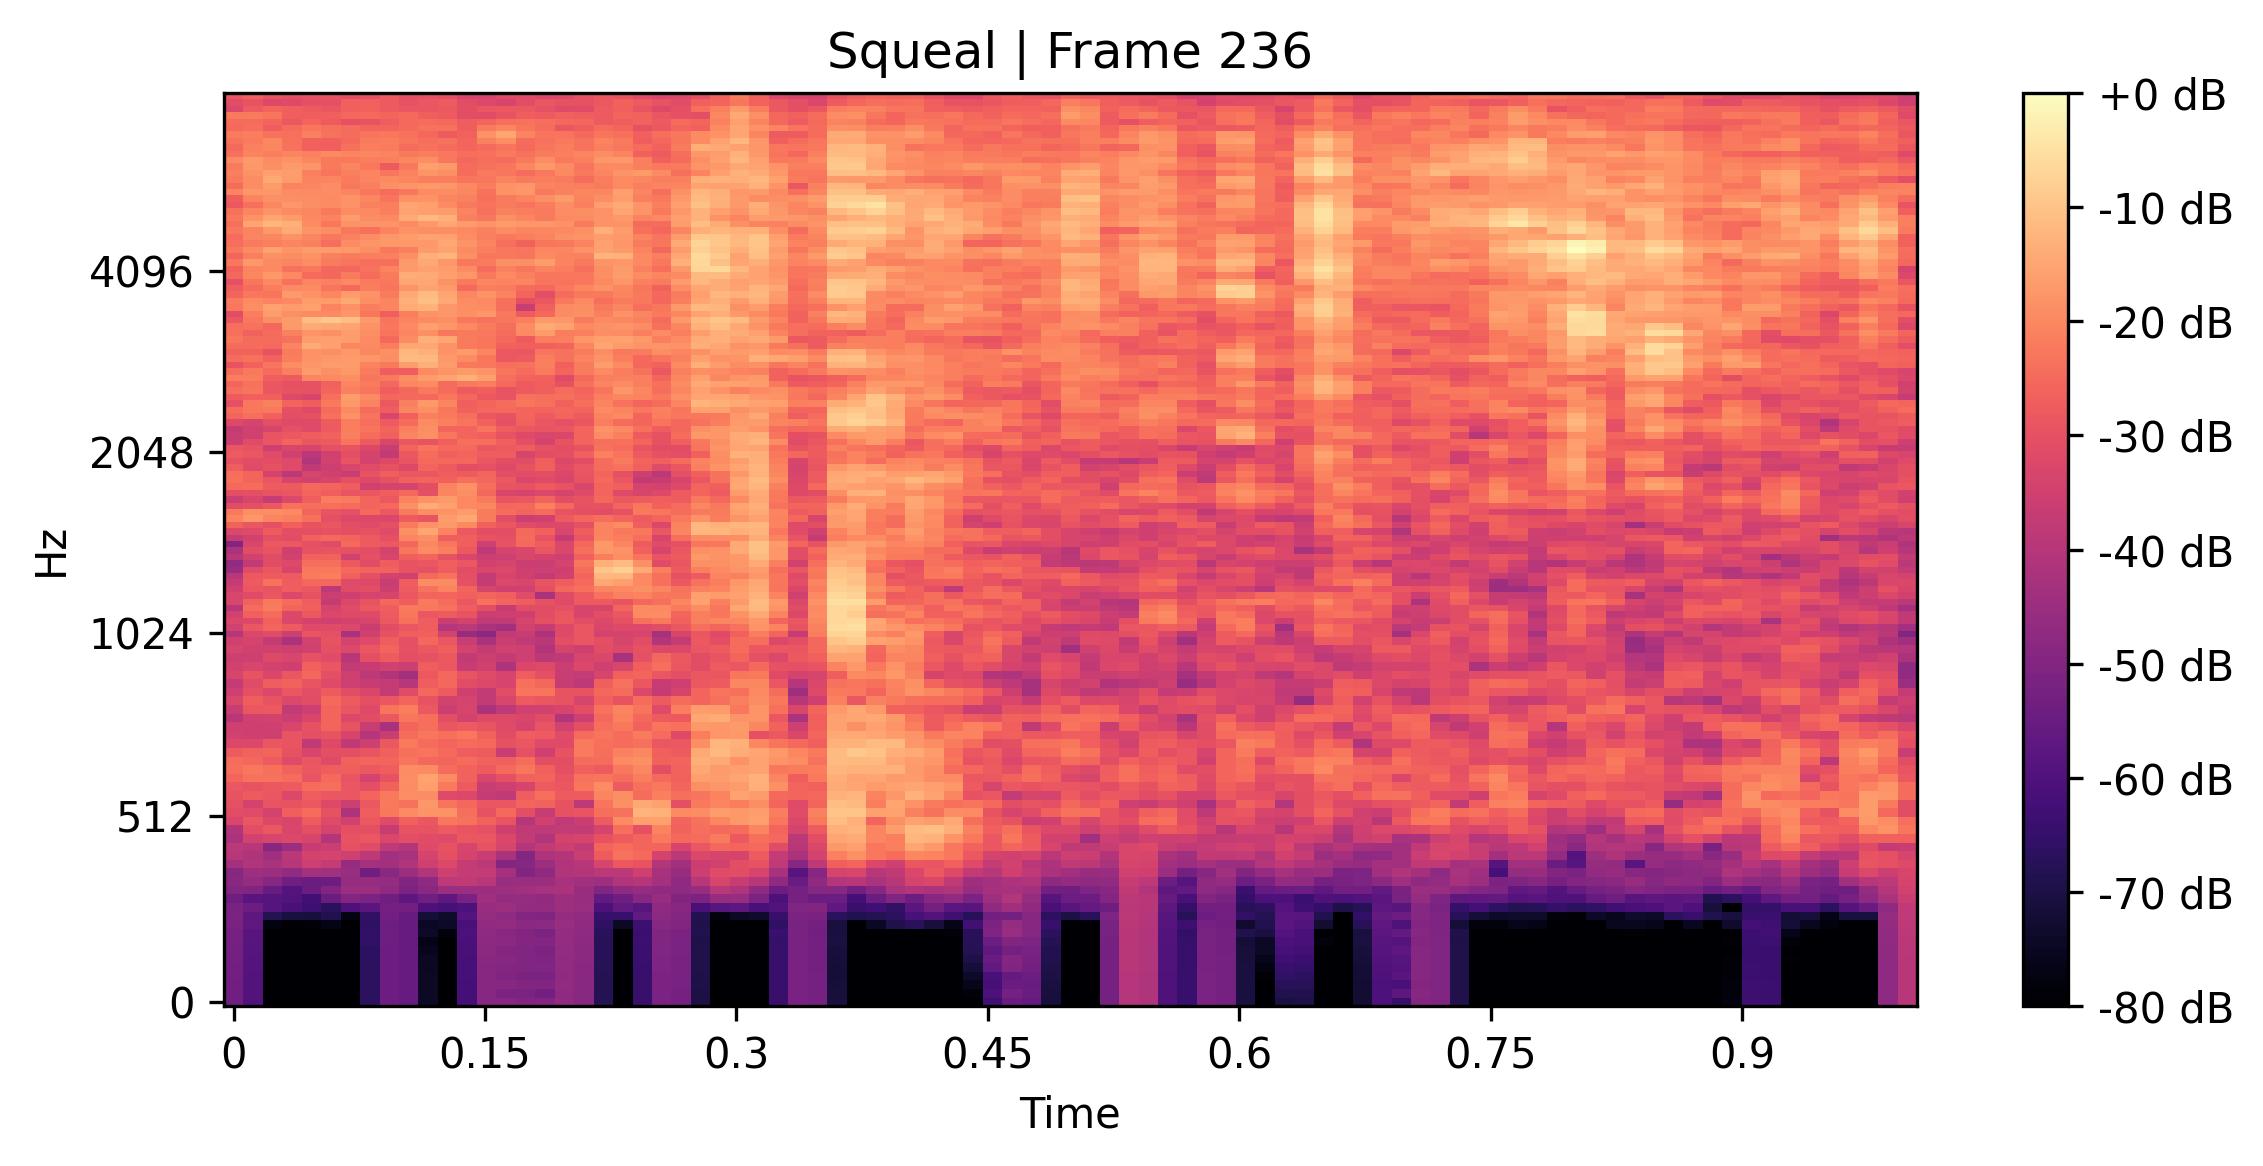 Squeal | Frame 236
+0 dB
-10 dB
-20 dB
-30 dB
-40 dB
-50 dB
-60 dB
-70 dB
-80 dB
Hz
4096
2048
1024
512
0
0 0.15 0.3 0.45 0.6 0.75 0.9
Time